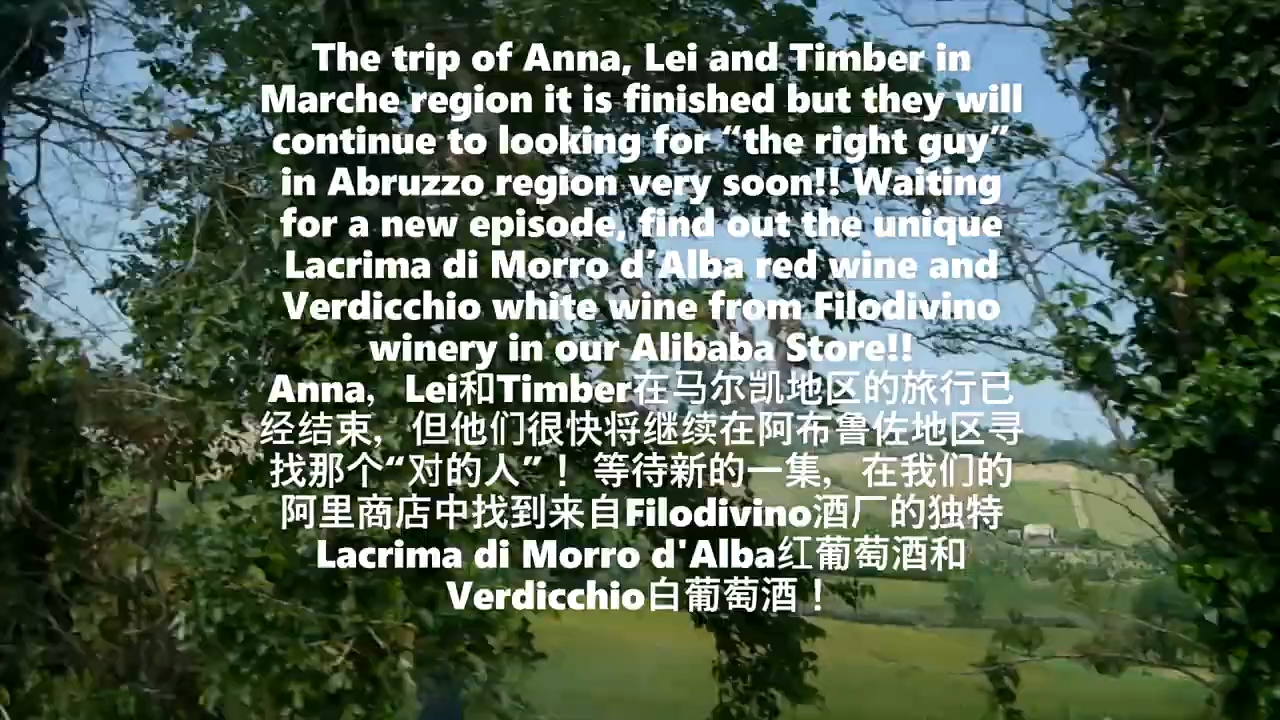 The trip of Anna, Lei and Timber in
Marche region it is finished but they will
continue to looking for “the right guy”
in Abruzzo region very soon!! Waiting
for a new episode, find out the unique
Lacrima di Morro d’Alba red wine and
Verdicchio white wine from Filodivino
winery in our Alibaba Store!!
Anna，Lei和Timber在马尔凯地区的旅行已
经结束，但他们很快将继续在阿布鲁佐地区寻
找那个“对的人”！等待新的一集，在我们的
阿里商店中找到来自Filodivino酒厂的独特
Lacrima di Morro d'Alba红葡萄酒和
Verdicchio白葡萄酒！